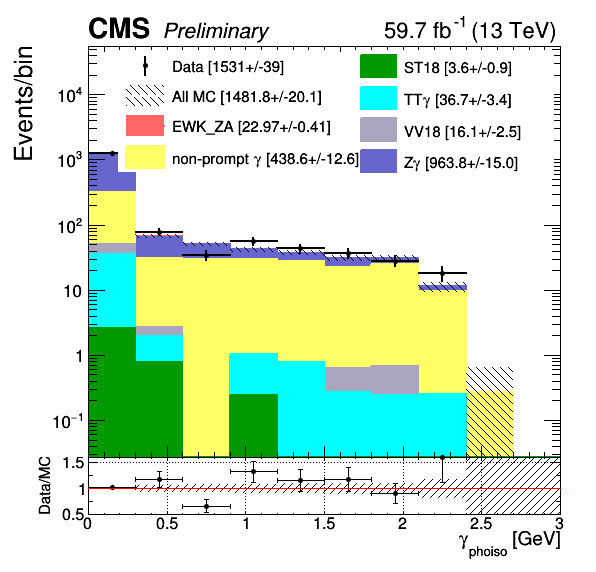 CMS Preliminary 59.7 fb⁻¹ (13 TeV)
Events/bin
Data [1531+/-39]
All MC [1481.8+/-20.1]
EWK_ZA [22.97+/-0.41]
non-prompt γ [438.6+/-12.6]
ST18 [3.6+/-0.9]
TTγ [36.7+/-3.4]
VV18 [16.1+/-2.5]
Zγ [963.8+/-15.0]
10⁴
10³
10²
10
1
10⁻¹
Data/MC
1.5
1
0.5
0 0.5 1 1.5 2 2.5 3
γ_phoiso [GeV]